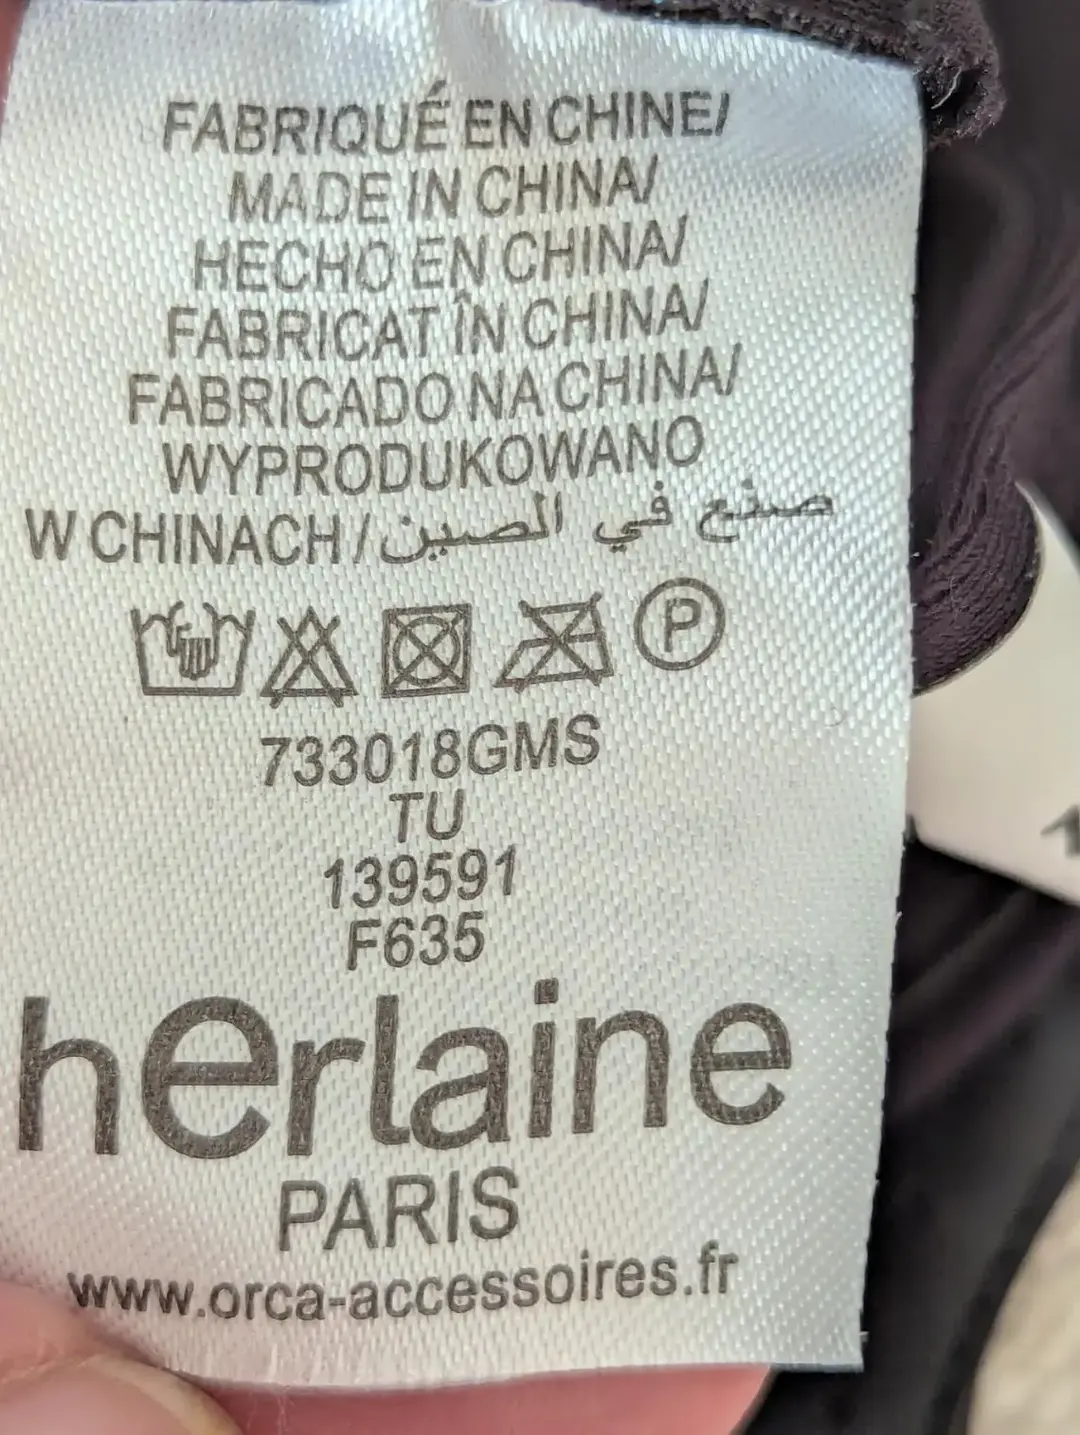 FABRIQUÉ EN CHINE/
MADE IN CHINA/
HECHO EN CHINA/
FABRICAT ÎN CHINA/
FABRICADO NA CHINA/
WYPRODUKOWANO
W CHINACH / صنع في الصين
P
733018GMS
TU
139591
F635
herlaine
PARIS
www.orca-accessoires.fr